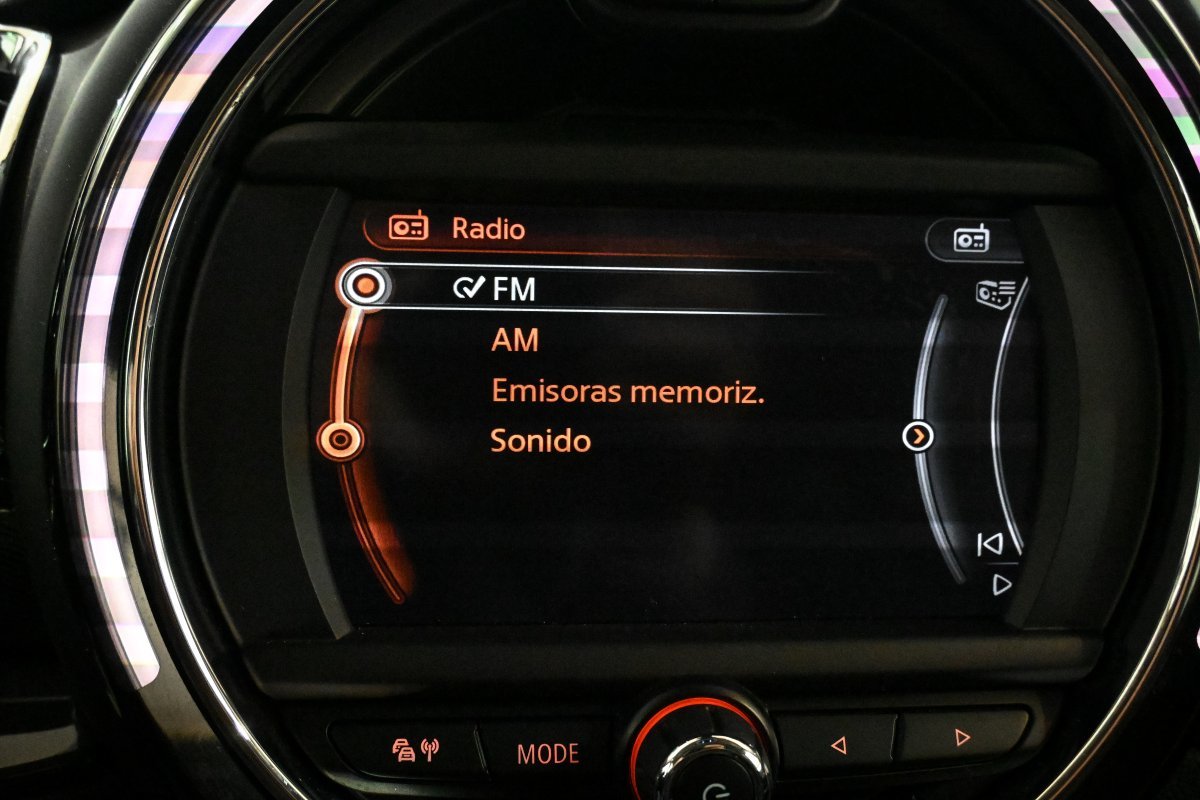 Radio
FM
AM
Emisoras memoriz.
Sonido
MODE